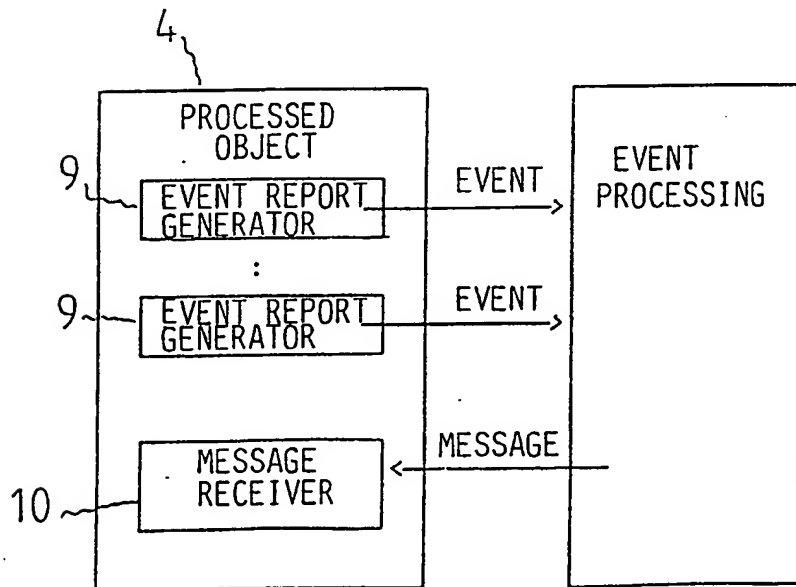 4
PROCESSED
OBJECT
9
EVENT REPORT
GENERATOR
EVENT
:
9
EVENT REPORT
GENERATOR
EVENT
10
MESSAGE
RECEIVER
MESSAGE
EVENT
PROCESSING